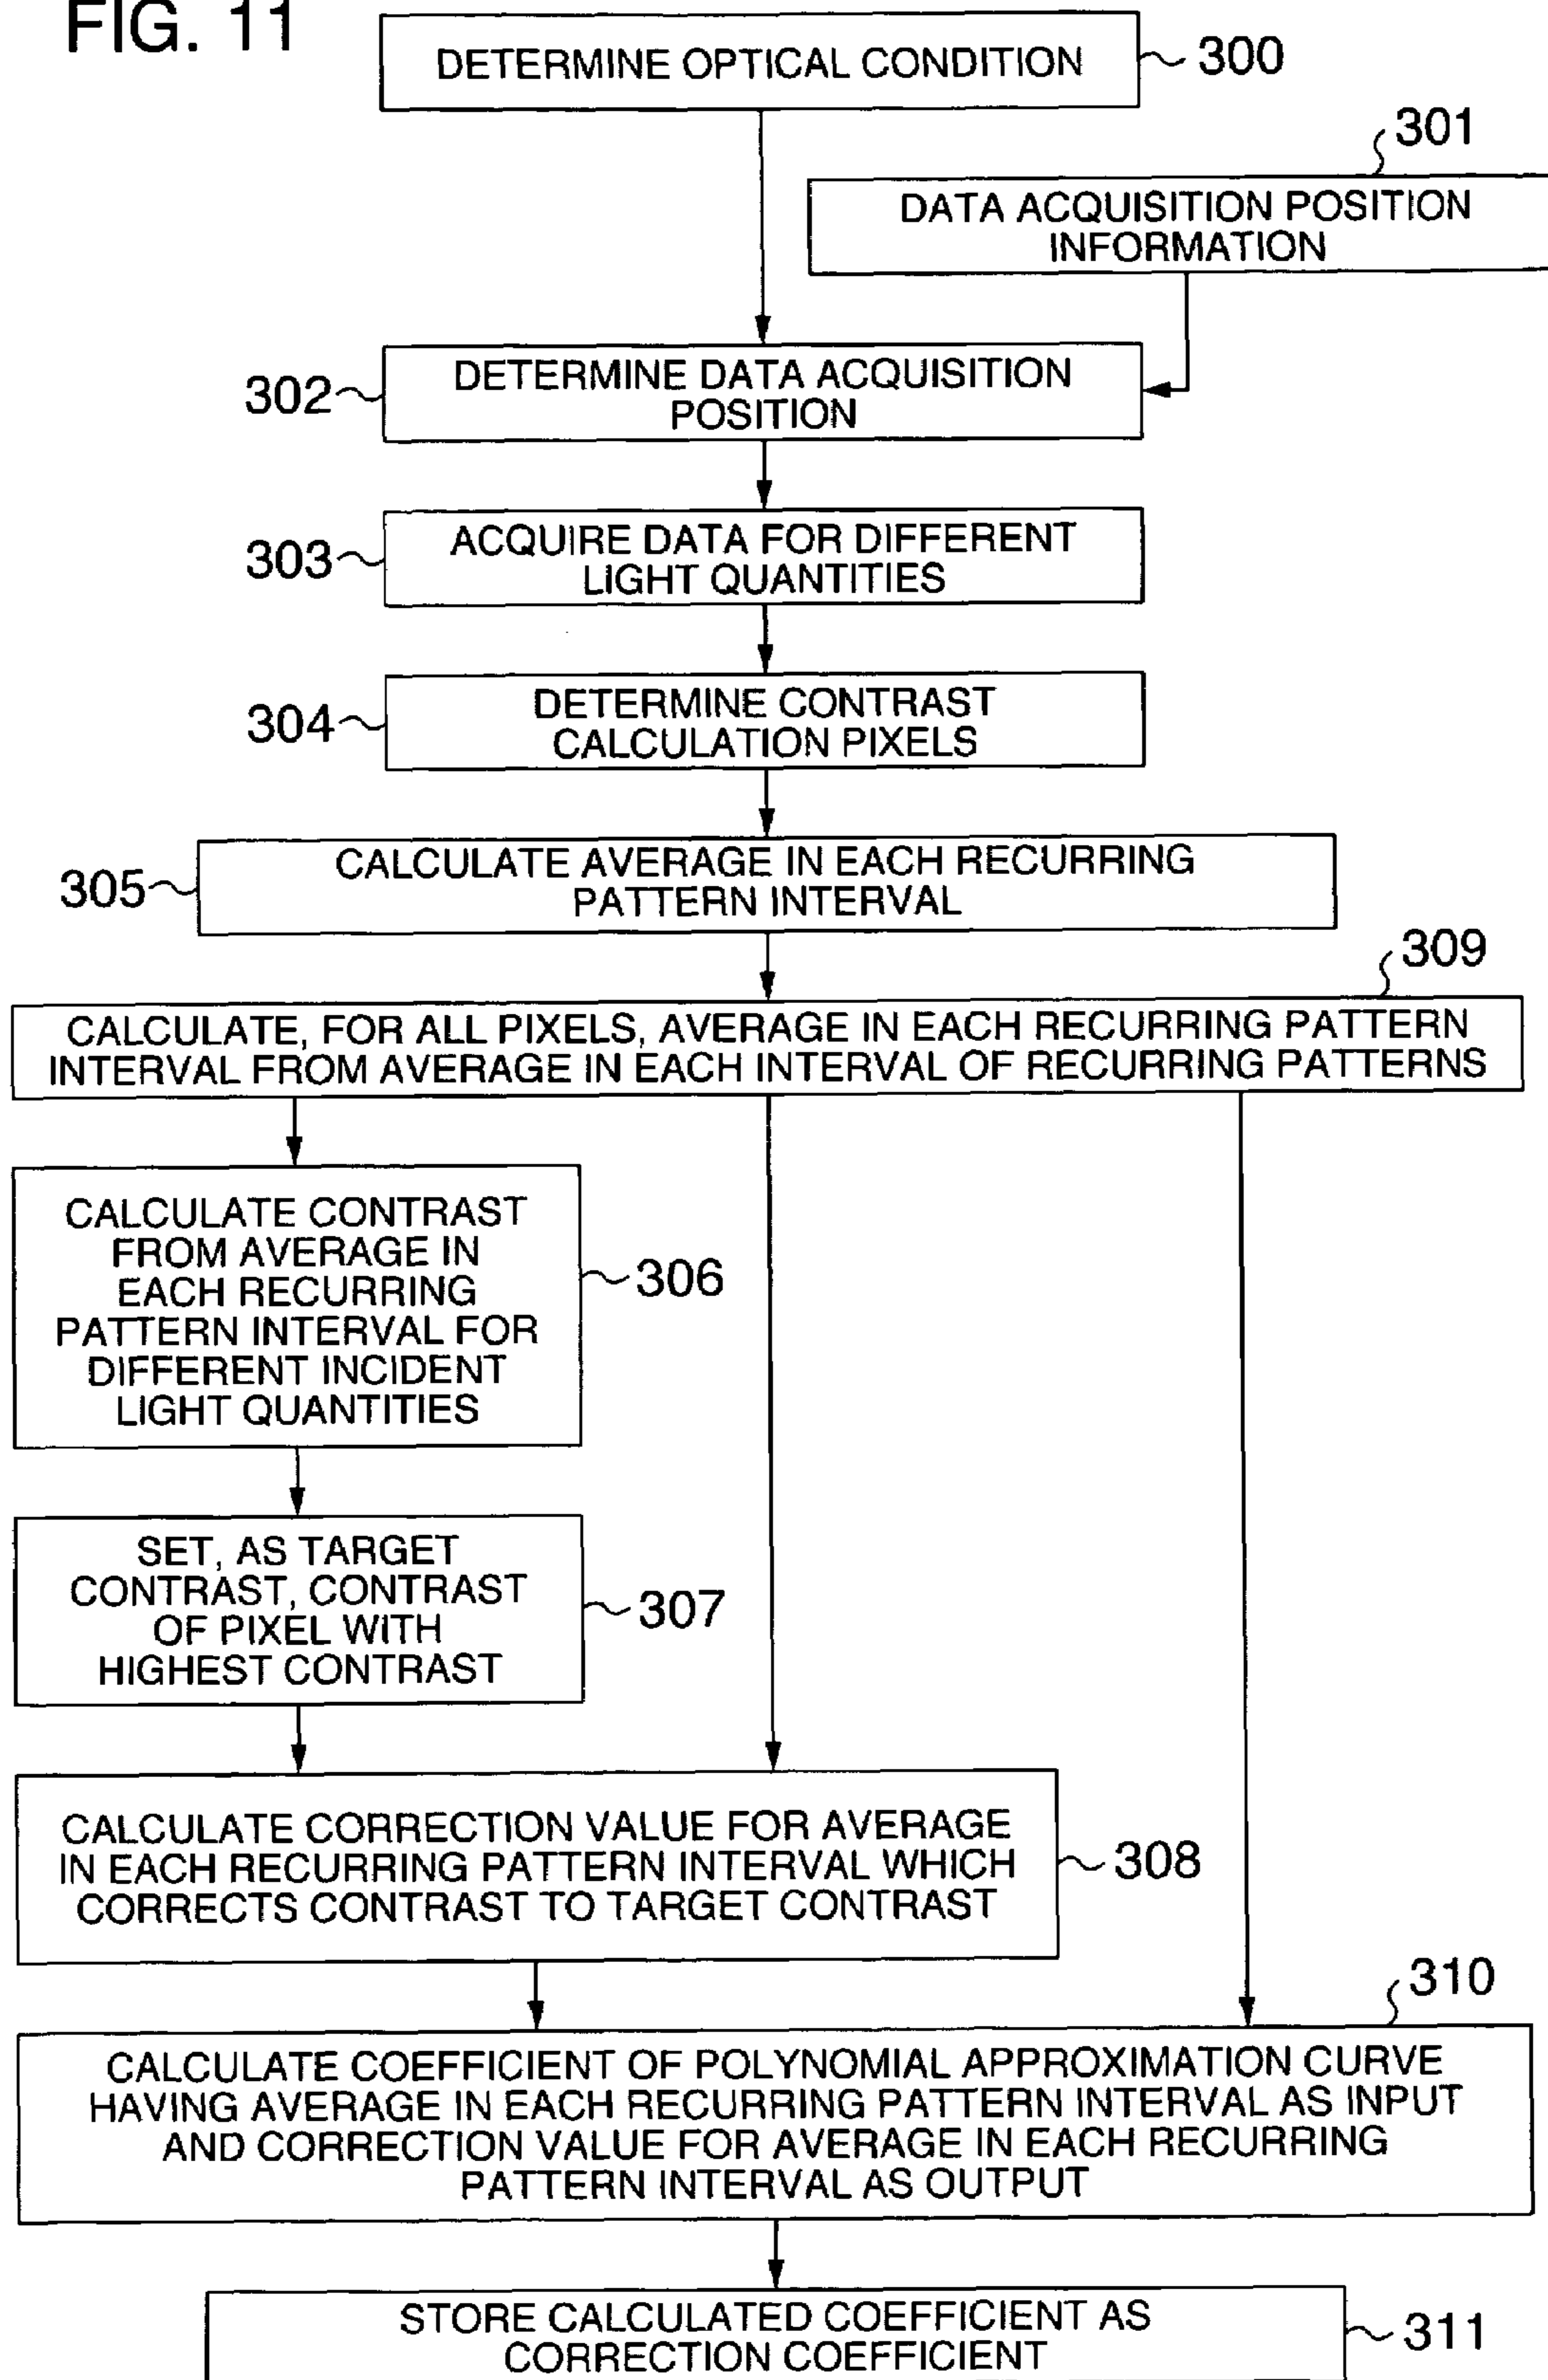 FIG. 11
DETERMINE OPTICAL CONDITION
300
301
DATA ACQUISITION POSITION
INFORMATION
302
DETERMINE DATA ACQUISITION
POSITION
303
ACQUIRE DATA FOR DIFFERENT
LIGHT QUANTITIES
304
DETERMINE CONTRAST
CALCULATION PIXELS
305
CALCULATE AVERAGE IN EACH RECURRING
PATTERN INTERVAL
309
CALCULATE, FOR ALL PIXELS, AVERAGE IN EACH RECURRING PATTERN
INTERVAL FROM AVERAGE IN EACH INTERVAL OF RECURRING PATTERNS
CALCULATE CONTRAST
FROM AVERAGE IN
EACH RECURRING
PATTERN INTERVAL FOR
DIFFERENT INCIDENT
LIGHT QUANTITIES
306
SET, AS TARGET
CONTRAST, CONTRAST
OF PIXEL WITH
HIGHEST CONTRAST
307
CALCULATE CORRECTION VALUE FOR AVERAGE
IN EACH RECURRING PATTERN INTERVAL WHICH
CORRECTS CONTRAST TO TARGET CONTRAST
308
310
CALCULATE COEFFICIENT OF POLYNOMIAL APPROXIMATION CURVE
HAVING AVERAGE IN EACH RECURRING PATTERN INTERVAL AS INPUT
AND CORRECTION VALUE FOR AVERAGE IN EACH RECURRING
PATTERN INTERVAL AS OUTPUT
STORE CALCULATED COEFFICIENT AS
CORRECTION COEFFICIENT
311